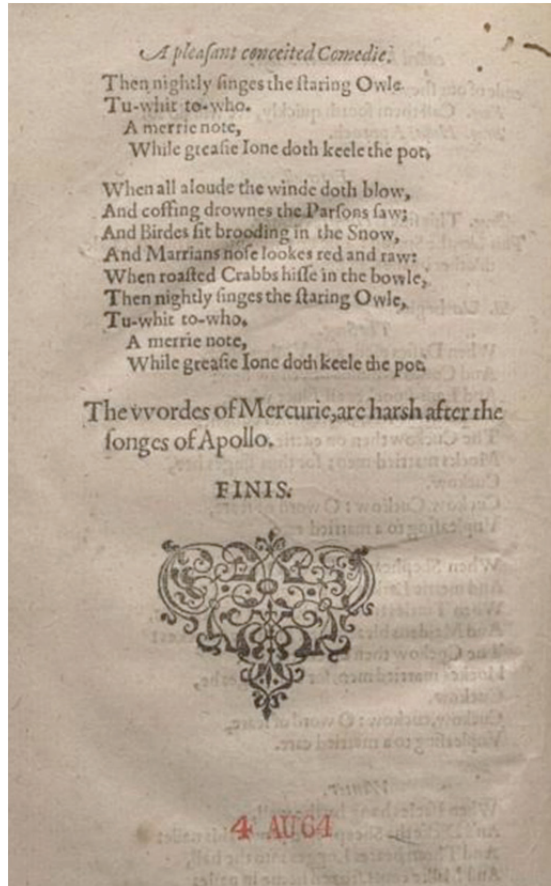 A pleasant conceited Comedie.
Then nightly singes the staring Owle
Tu-whit to-who.
A merrie note,
While greasie Ione doth keele the pot,
When all aloude the winde doth blow,
And coffing drownes the Parsons saw;
And Birdes sit brooding in the Snow,
And Marrians nose lookes red and raw:
When roasted Crabbs hisse in the bowle,
Then nightly singes the staring Owle,
Tu-whit to-who.
A merrie note,
While greasie Ione doth keele the pot.
The vvordes of Mercurie, are harsh after the
songes of Apollo.
FINIS.
4 AU64